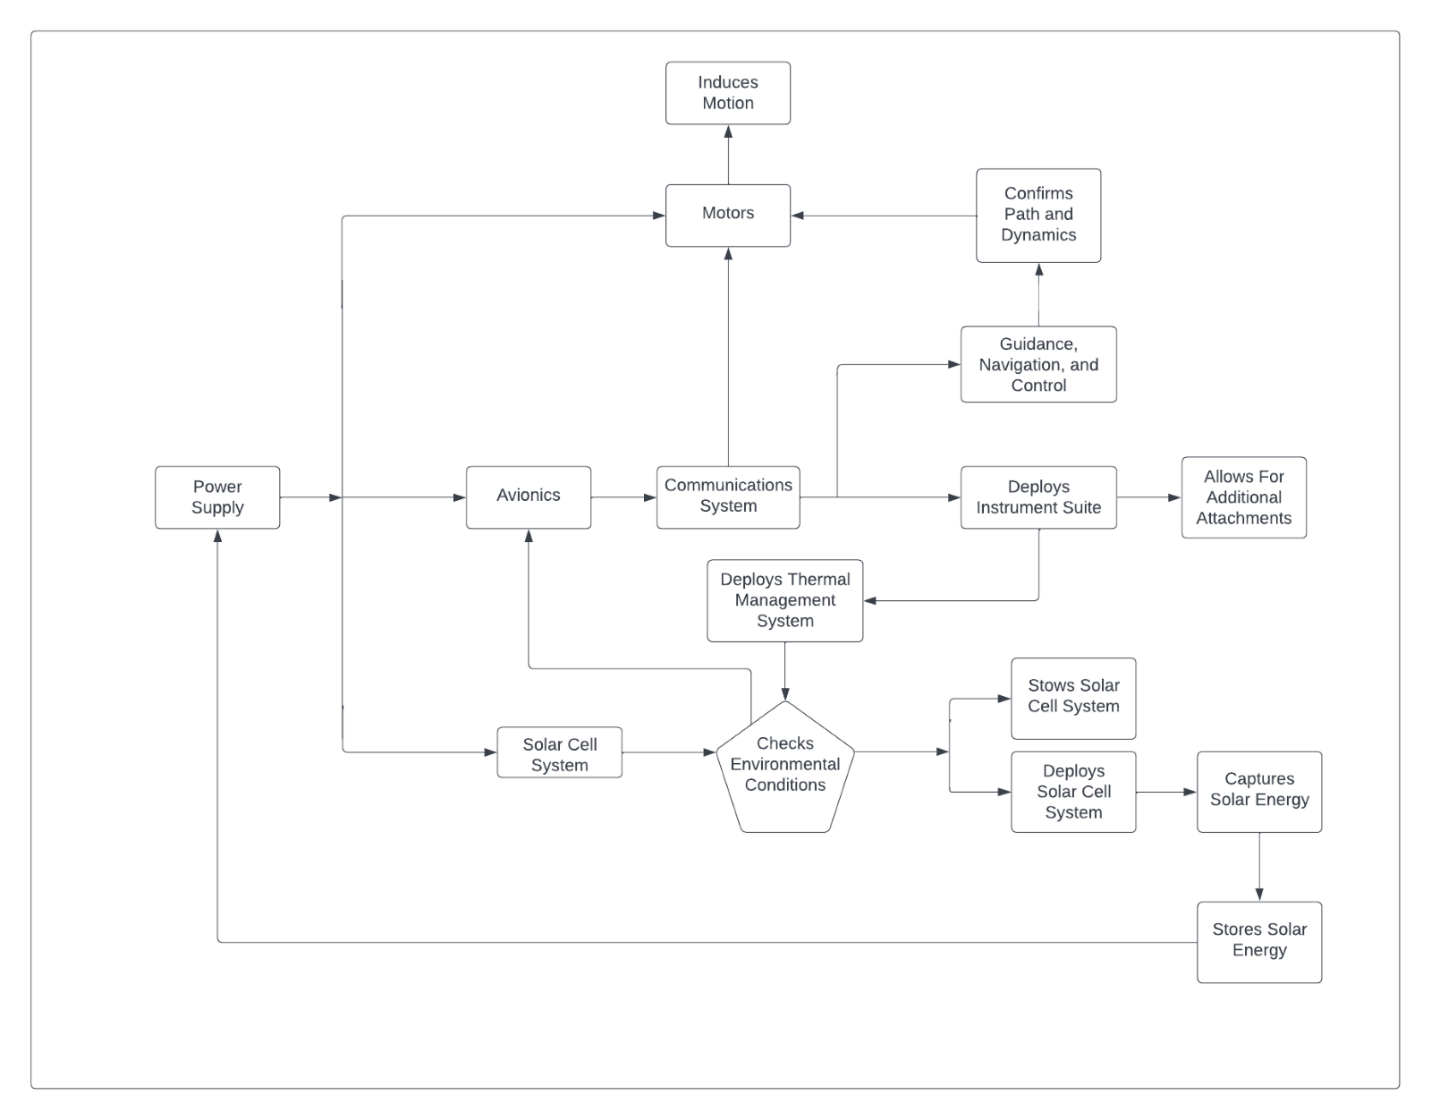 Induces
Motion
Motors
Confirms
Path and
Dynamics
Guidance,
Navigation, and
Control
Power
Supply
Avionics
Communications
System
Deploys
Instrument Suite
Allows For
Additional
Attachments
Deploys Thermal
Management
System
Stows Solar
Cell System
Solar Cell
System
Checks
Environmental
Conditions
Deploys
Solar Cell
System
Captures
Solar Energy
Stores Solar
Energy